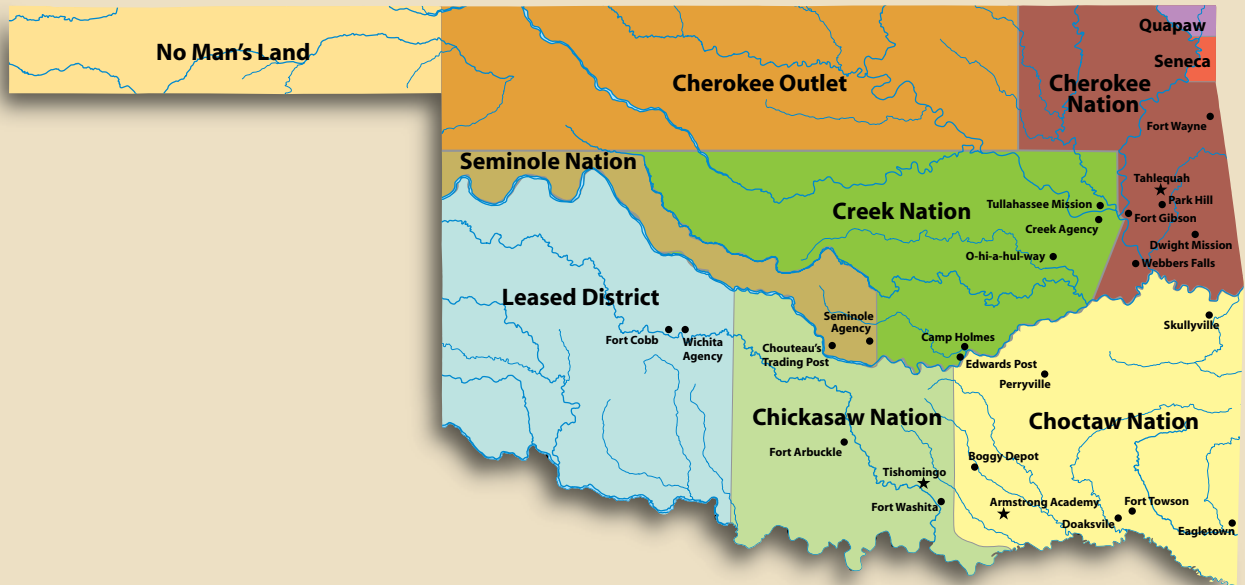 No Man's Land
Quapaw
Seneca
Cherokee Outlet
Cherokee
Nation
Fort Wayne
Seminole Nation
Tahlequah
Park Hill
Creek Nation
Tullahassee Mission
Fort Gibson
Creek Agency
Dwight Mission
O-hi-a-hul-way
Webbers Falls
Leased District
Skullyville
Seminole
Agency
Fort Cobb
Wichita
Agency
Chouteau's
Trading Post
Camp Holmes
Edwards Post
Perryville
Chickasaw Nation
Choctaw Nation
Fort Arbuckle
Boggy Depot
Tishomingo
Fort Washita
Armstrong Academy
Fort Towson
Doaksvile
Eagletown